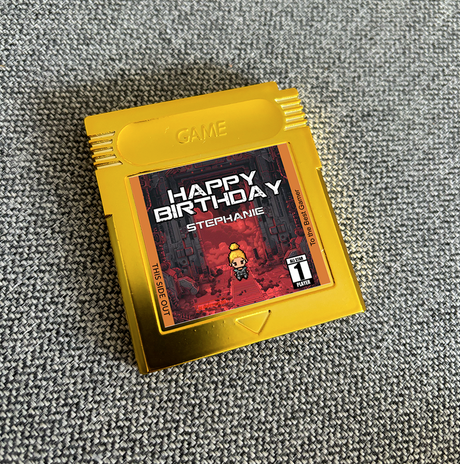 GAME
HAPPY
BIRTHDAY
STEPHANIE
To the Best Gamer
THIS SIDE OUT
1
PLAYER